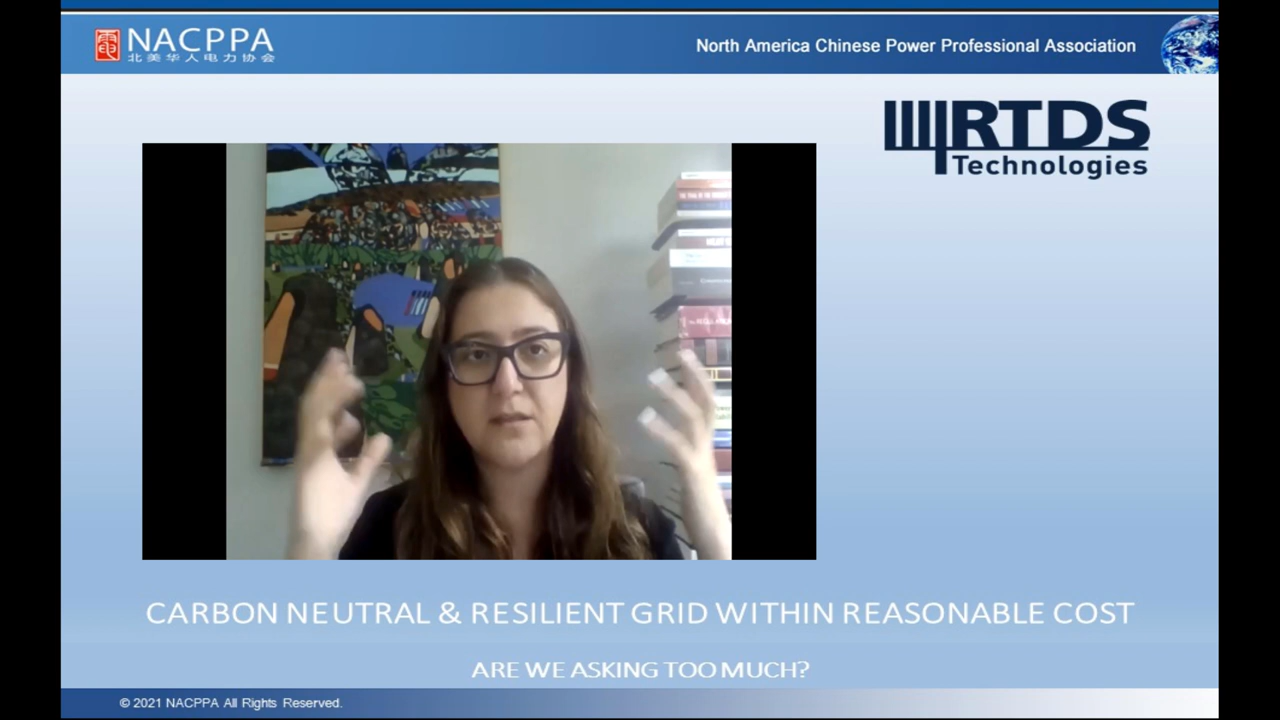 NACPPA
北美华人电力协会
North America Chinese Power Professional Association
RTDS
Technologies
CARBON NEUTRAL & RESILIENT GRID WITHIN REASONABLE COST
ARE WE ASKING TOO MUCH?
© 2021 NACPPA All Rights Reserved.